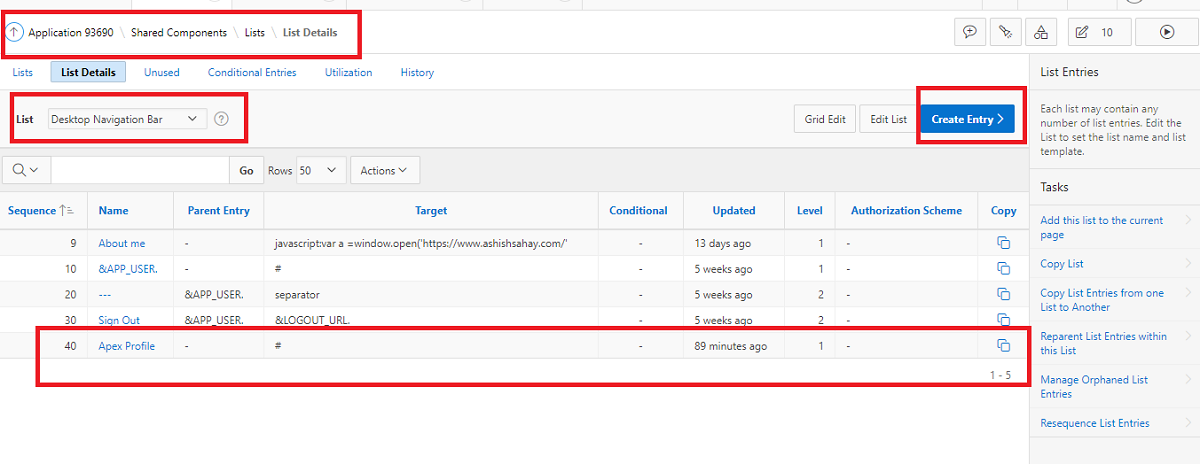 Application 93690 \ Shared Components \ Lists \ List Details
10
Lists List Details Unused Conditional Entries Utilization History
List Desktop Navigation Bar ?
Grid Edit Edit List Create Entry >
Go Rows 50 Actions
Sequence Name Parent Entry Target Conditional Updated Level Authorization Scheme Copy
9 About me - javascript:var a =window.open('https://www.ashishsahay.com/' - 13 days ago 1 -
10 &APP_USER. - # - 5 weeks ago 1 -
20 --- &APP_USER. separator - 5 weeks ago 2 -
30 Sign Out &APP_USER. &LOGOUT_URL. - 5 weeks ago 2 -
40 Apex Profile - # - 89 minutes ago 1 -
1 - 5
List Entries
Each list may contain any
number of list entries. Edit the
List to set the list name and list
template.
Tasks
Add this list to the current
page
Copy List
Copy List Entries from one
List to Another
Reparent List Entries within
this List
Manage Orphaned List
Entries
Resequence List Entries